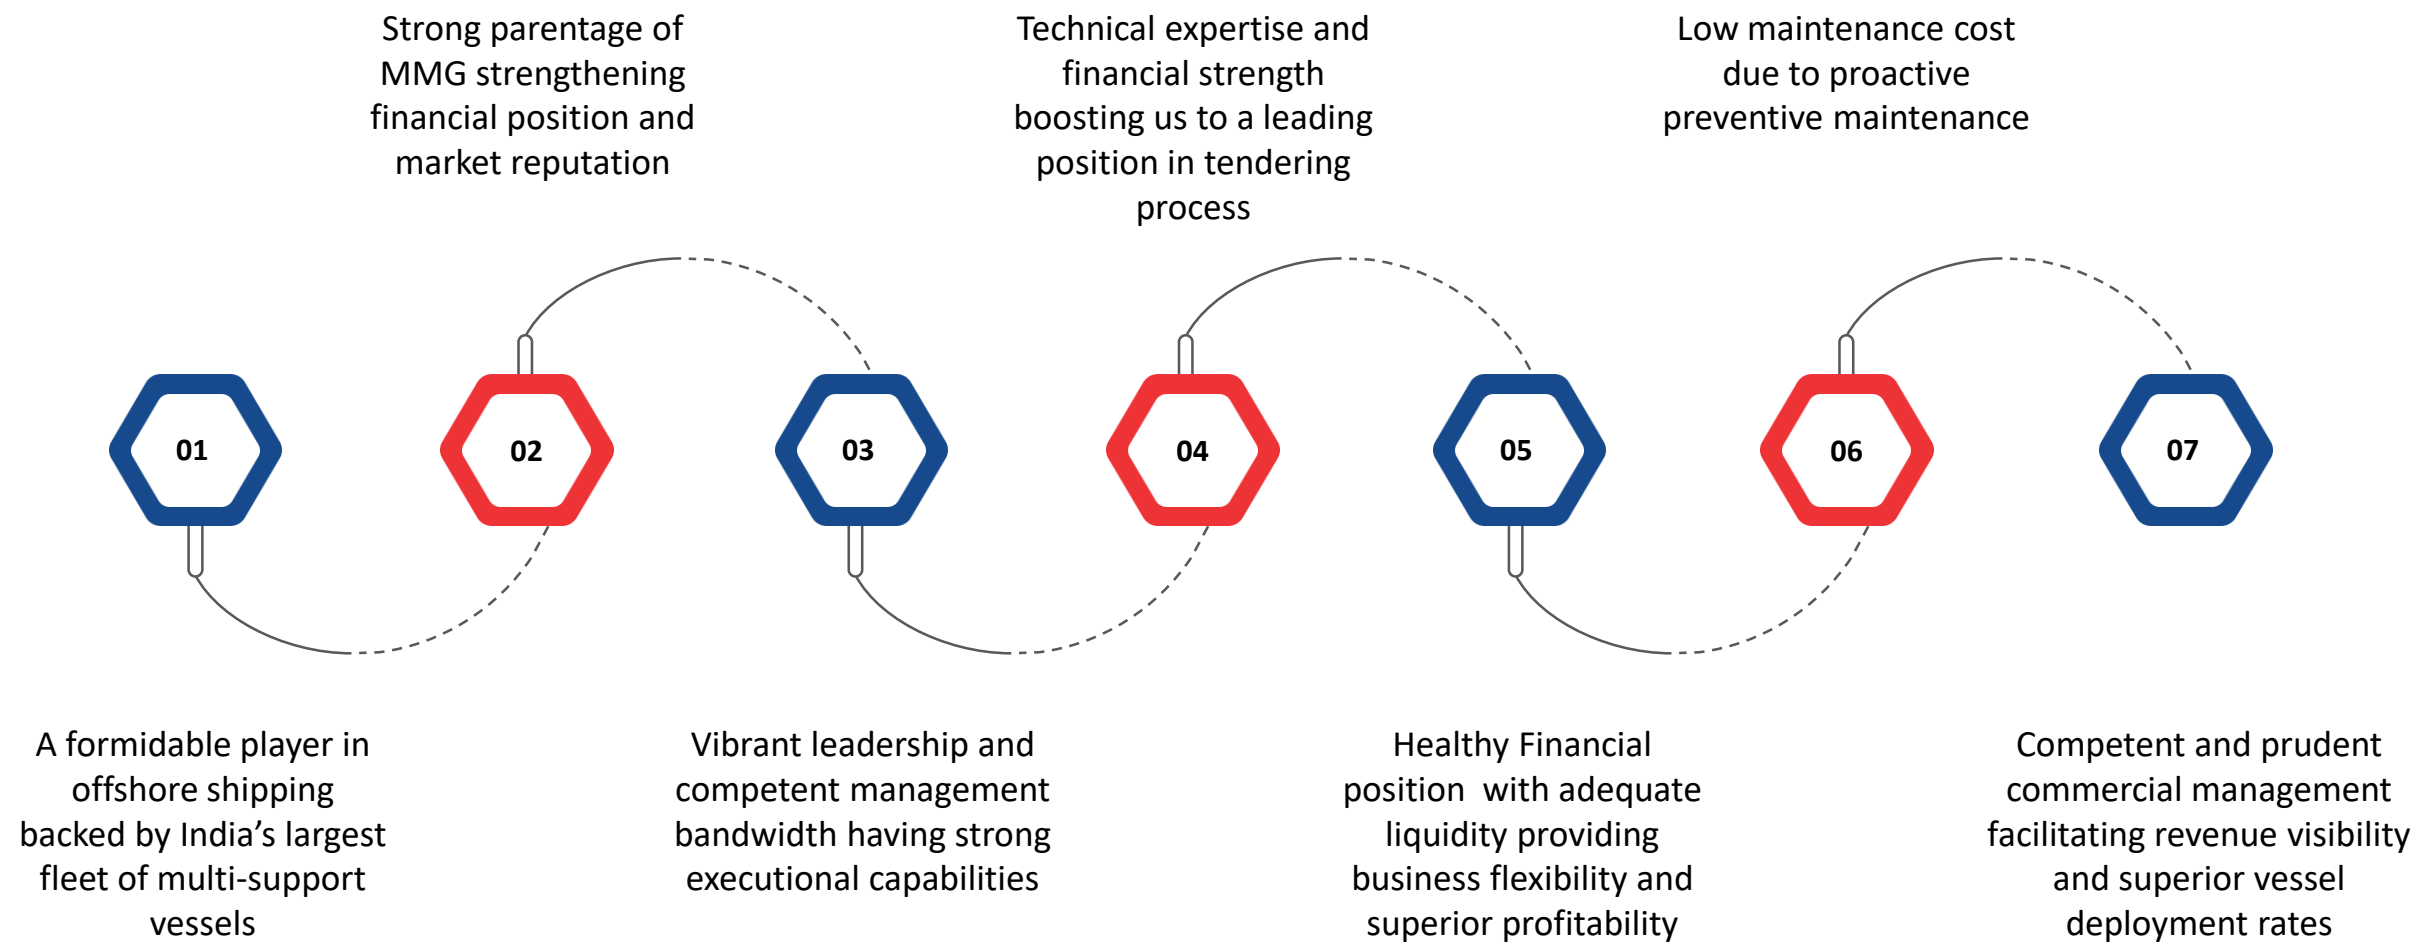 Strong parentage of
MMG strengthening
financial position and
market reputation
Technical expertise and
financial strength
boosting us to a leading
position in tendering
process
Low maintenance cost
due to proactive
preventive maintenance
01
02
03
04
05
06
07
A formidable player in
offshore shipping
backed by India’s largest
fleet of multi-support
vessels
Vibrant leadership and
competent management
bandwidth having strong
executional capabilities
Healthy Financial
position  with adequate
liquidity providing
business flexibility and
superior profitability
Competent and prudent
commercial management
facilitating revenue visibility
and superior vessel
deployment rates